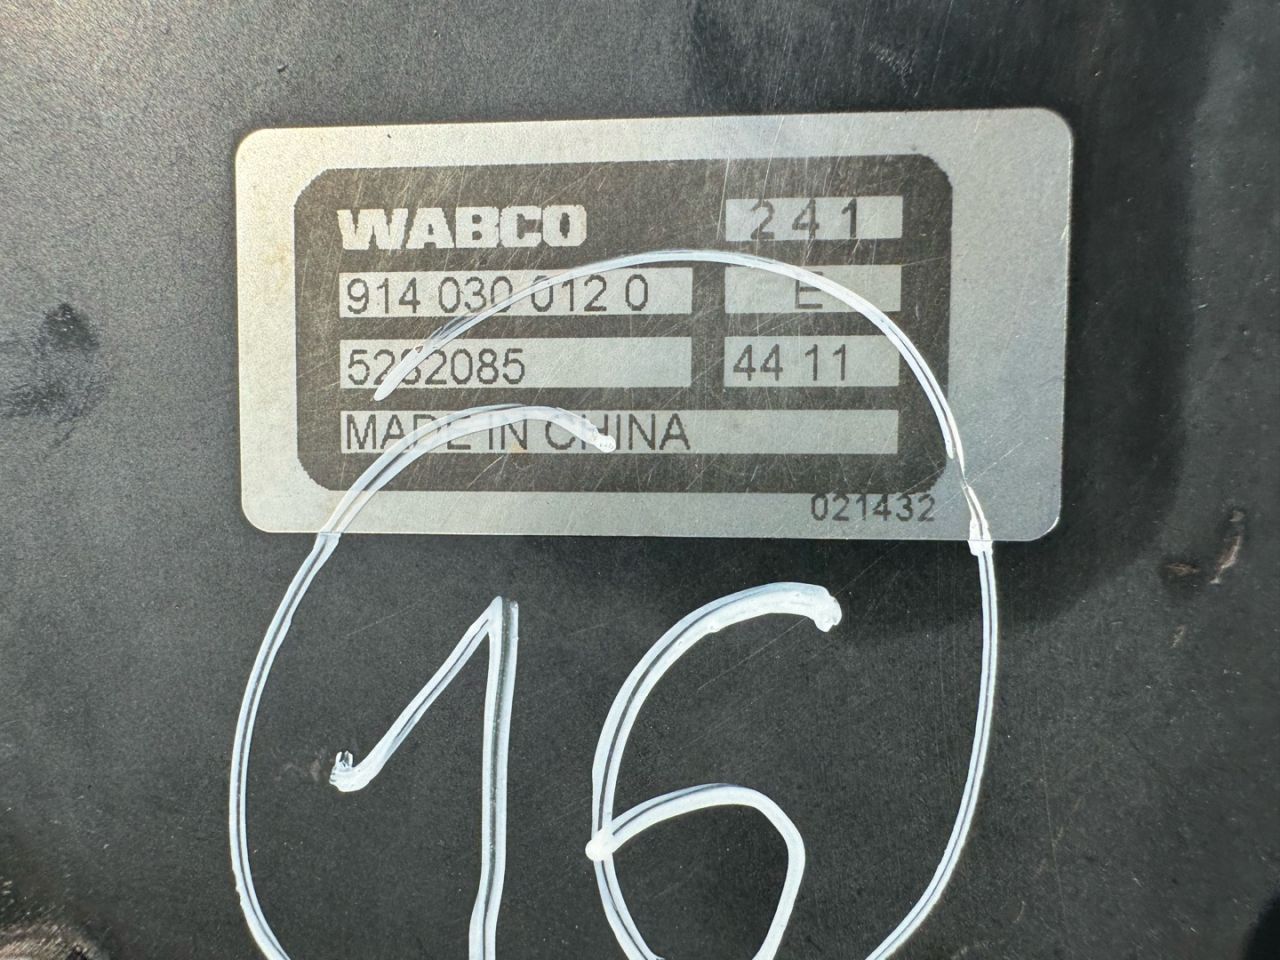 WABCO 241
914 030 012 0 E
5282085 44 11
MADE IN CHINA
021432
16